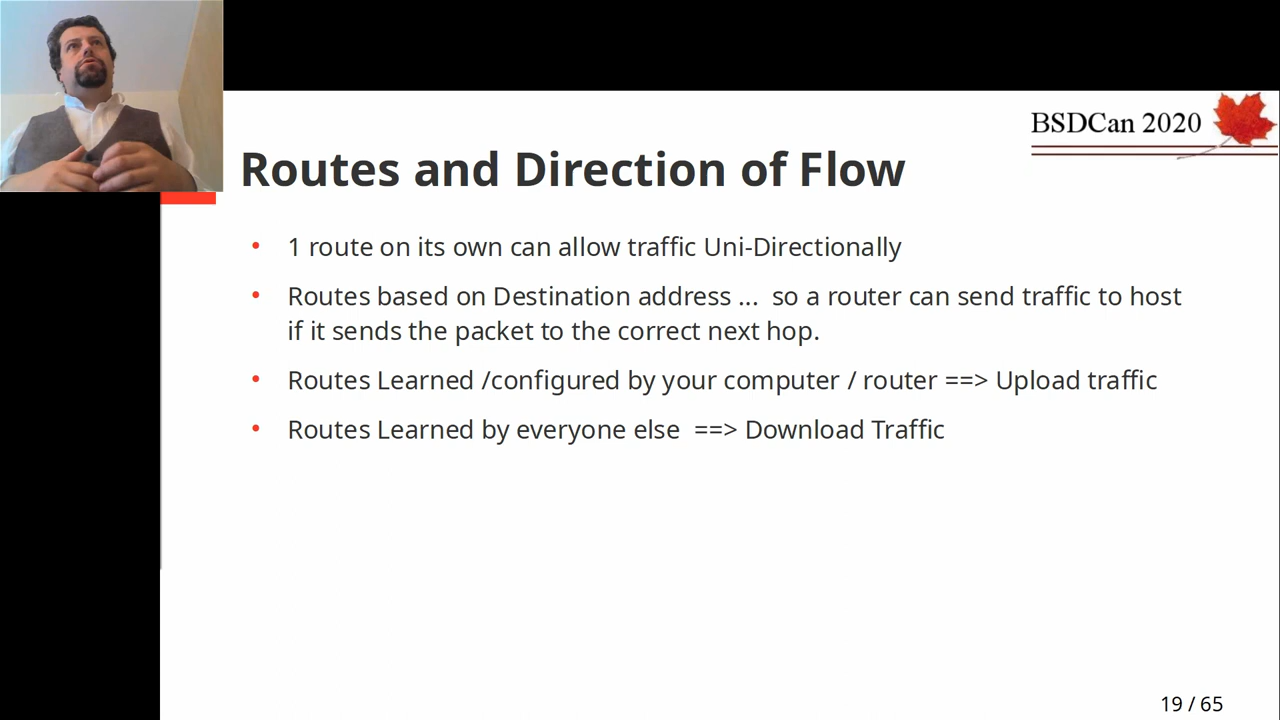 BSDCan 2020
Routes and Direction of Flow
• 1 route on its own can allow traffic Uni-Directionally
• Routes based on Destination address ... so a router can send traffic to host
if it sends the packet to the correct next hop.
• Routes Learned /configured by your computer / router ==> Upload traffic
• Routes Learned by everyone else ==> Download Traffic
19 / 65